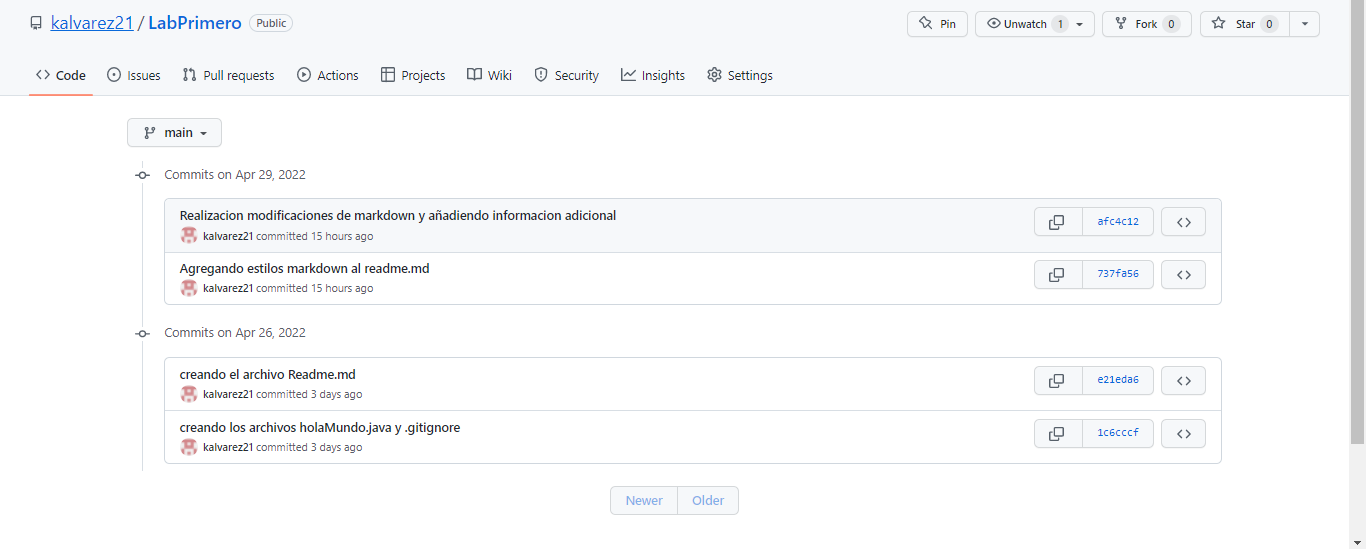 kalvarez21 / LabPrimero Public Pin Unwatch 1 Fork 0 Star 0
Code Issues Pull requests Actions Projects Wiki Security Insights Settings
main
Commits on Apr 29, 2022
Realizacion modificaciones de markdown y añadiendo informacion adicional
kalvarez21 committed 15 hours ago
afc4c12
Agregando estilos markdown al readme.md
kalvarez21 committed 15 hours ago
737fa56
Commits on Apr 26, 2022
creando el archivo Readme.md
kalvarez21 committed 3 days ago
e21eda6
creando los archivos holaMundo.java y .gitignore
kalvarez21 committed 3 days ago
1c6cccf
Newer Older